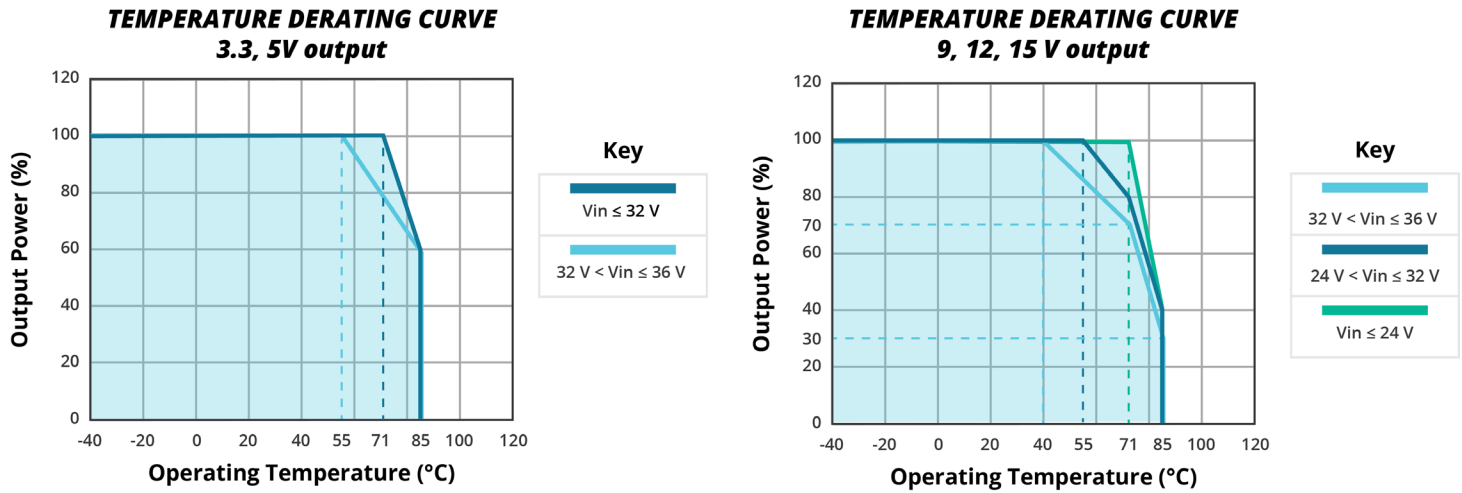 TEMPERATURE DERATING CURVE
3.3, 5V output
120
100
80
60
40
20
0
-40 -20 0 20 40 55 71 85 100 120
Output Power (%)
Operating Temperature (°C)
Key
Vin ≤ 32 V
32 V < Vin ≤ 36 V
TEMPERATURE DERATING CURVE
9, 12, 15 V output
120
100
80
70
60
40
30
20
0
-40 -20 0 20 40 55 71 85 100 120
Output Power (%)
Operating Temperature (°C)
Key
32 V < Vin ≤ 36 V
24 V < Vin ≤ 32 V
Vin ≤ 24 V